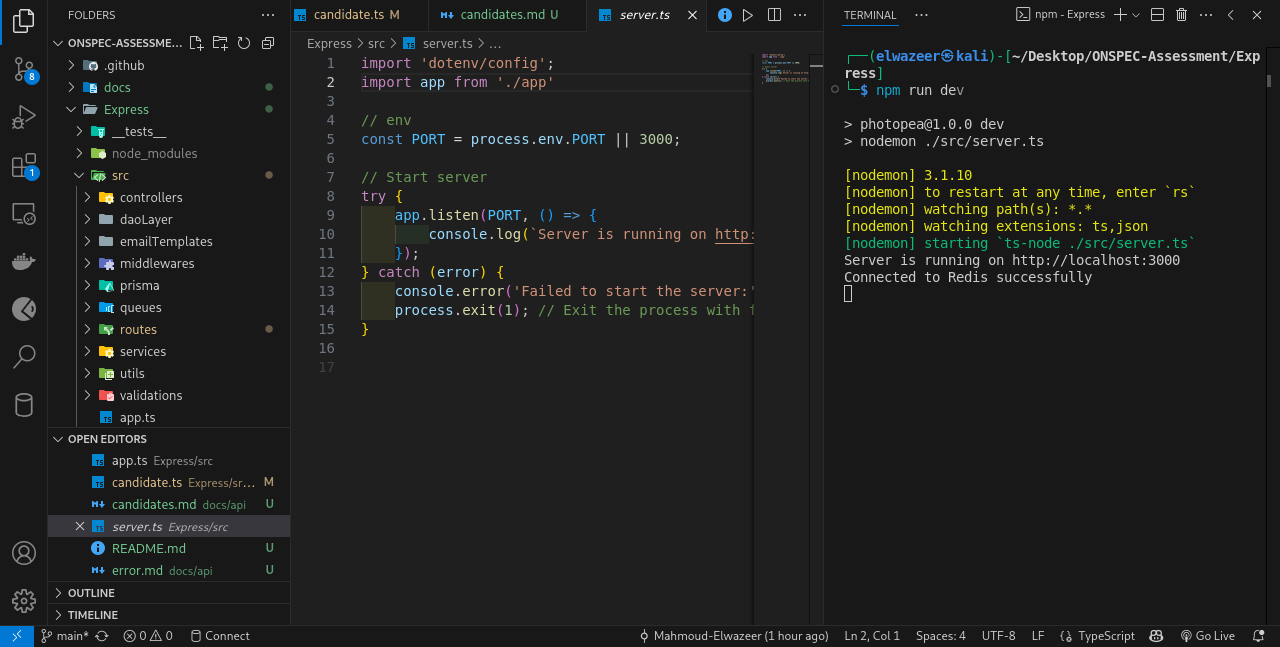 FOLDERS
ONSPEC-ASSESSM...
.github
docs
Express
__tests__
node_modules
src
controllers
daoLayer
emailTemplates
middlewares
prisma
queues
routes
services
utils
validations
app.ts
OPEN EDITORS
app.ts Express/src
candidate.ts Express/sr... M
candidates.md docs/api U
server.ts Express/src
README.md U
error.md docs/api U
OUTLINE
TIMELINE
8
1
candidate.ts M
candidates.md U
server.ts
Express > src > server.ts > ...
1 import 'dotenv/config';
2 import app from './app'
3
4 // env
5 const PORT = process.env.PORT || 3000;
6
7 // Start server
8 try {
9 app.listen(PORT, () => {
10 console.log(`Server is running on http:
11 });
12 } catch (error) {
13 console.error('Failed to start the server:'
14 process.exit(1); // Exit the process with f
15 }
16
17
TERMINAL
npm - Express
┌──(elwazeer㉿kali)-[~/Desktop/ONSPEC-Assessment/Exp
ress]
└─$ npm run dev
> photopea@1.0.0 dev
> nodemon ./src/server.ts
[nodemon] 3.1.10
[nodemon] to restart at any time, enter `rs`
[nodemon] watching path(s): *.*
[nodemon] watching extensions: ts,json
[nodemon] starting `ts-node ./src/server.ts`
Server is running on http://localhost:3000
Connected to Redis successfully
main* 0 0 Connect
Mahmoud-Elwazeer (1 hour ago) Ln 2, Col 1 Spaces: 4 UTF-8 LF {} TypeScript Go Live